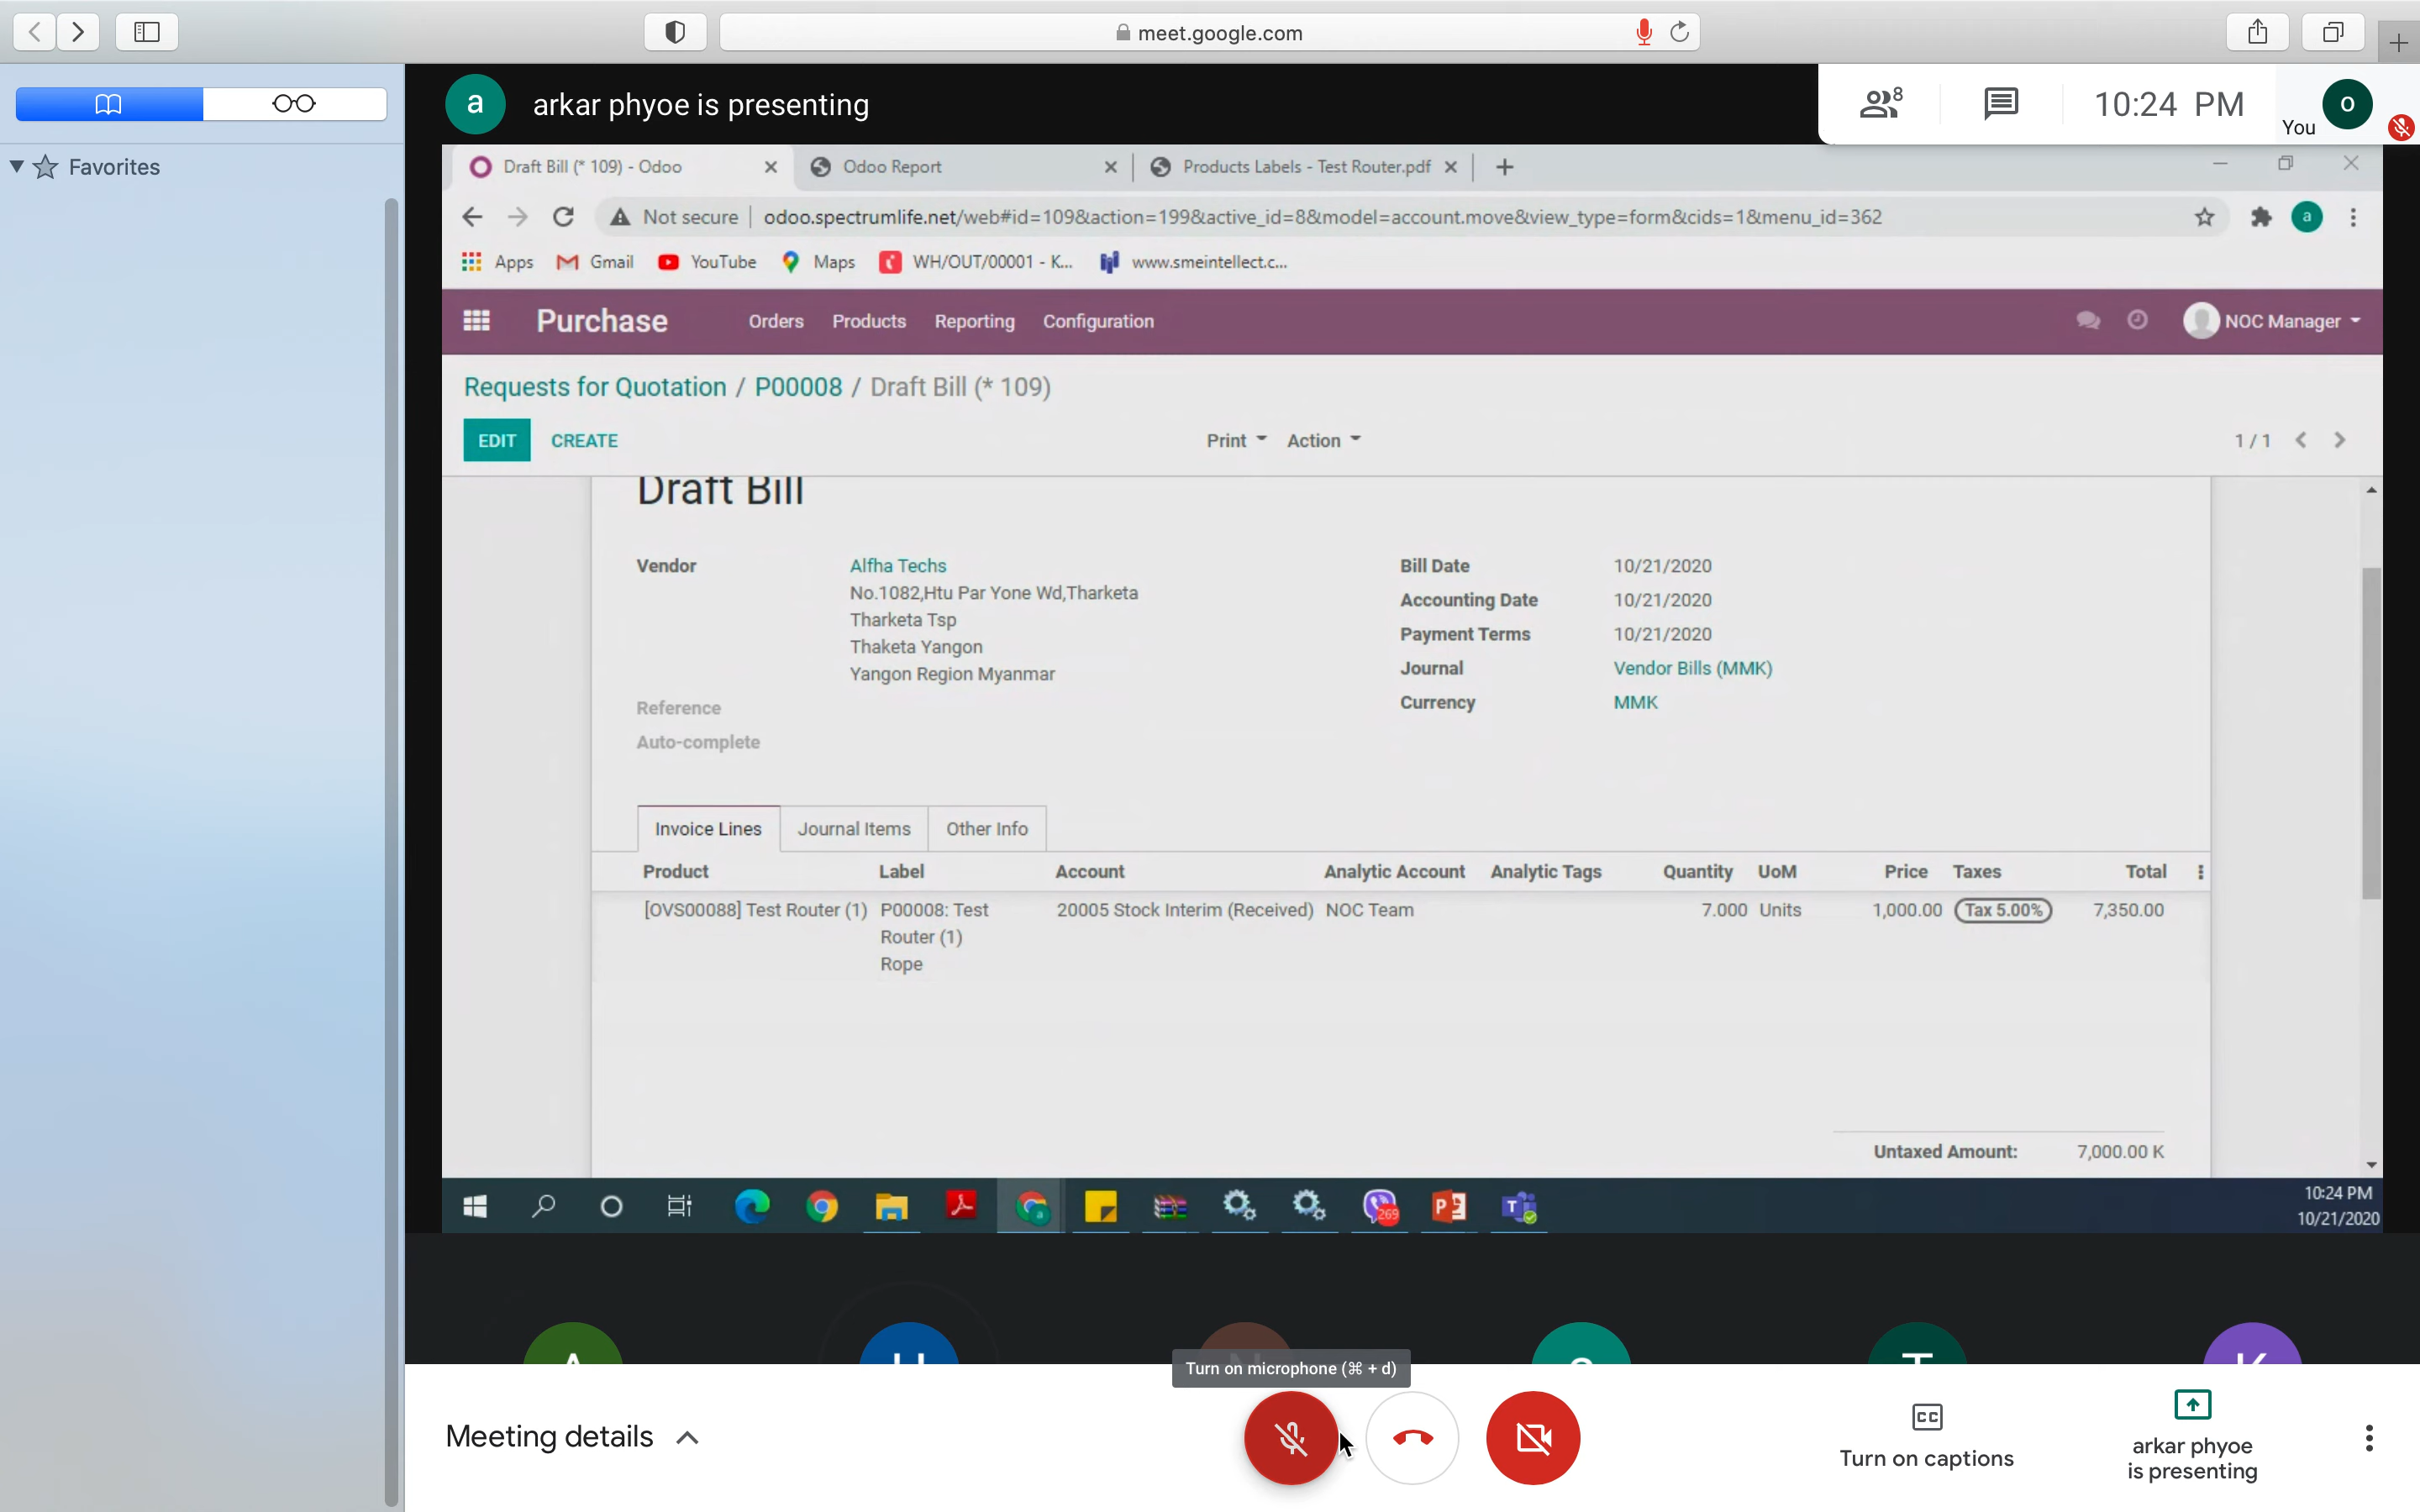 meet.google.com
a arkar phyoe is presenting
8 10:24 PM You o
Favorites
Draft Bill (* 109) - Odoo Odoo Report Products Labels - Test Router.pdf
Not secure odoo.spectrumlife.net/web#id=109&action=199&active_id=8&model=account.move&view_type=form&cids=1&menu_id=362 a
Apps Gmail YouTube Maps WH/OUT/00001 - K... www.smeintellect.c...
Purchase Orders Products Reporting Configuration NOC Manager
Requests for Quotation / P00008 / Draft Bill (* 109)
EDIT CREATE Print Action 1 / 1
Draft Bill
Vendor Alfha Techs Bill Date 10/21/2020
No.1082,Htu Par Yone Wd,Tharketa Accounting Date 10/21/2020
Tharketa Tsp Payment Terms 10/21/2020
Thaketa Yangon
Yangon Region Myanmar Journal Vendor Bills (MMK)
Reference Currency MMK
Auto-complete
Invoice Lines Journal Items Other Info
Product Label Account Analytic Account Analytic Tags Quantity UoM Price Taxes Total
[OVS00088] Test Router (1) P00008: Test 20005 Stock Interim (Received) NOC Team 7.000 Units 1,000.00 Tax 5.00% 7,350.00
Router (1)
Rope
Untaxed Amount: 7,000.00 K
269
10:24 PM
10/21/2020
Turn on microphone (⌘ + d)
Meeting details
CC
Turn on captions
arkar phyoe
is presenting